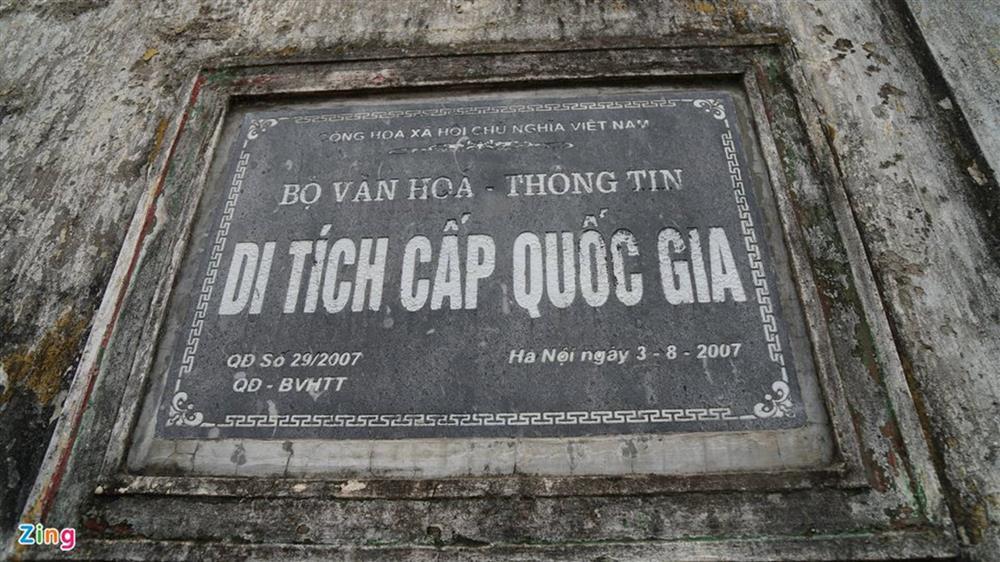 CỘNG HÒA XÃ HỘI CHỦ NGHĨA VIỆT NAM
BỘ VĂN HOÁ - THÔNG TIN
DI TÍCH CẤP QUỐC GIA
QĐ Số 29/2007
QĐ - BVHTT
Hà Nội ngày 3 - 8 - 2007
Zing